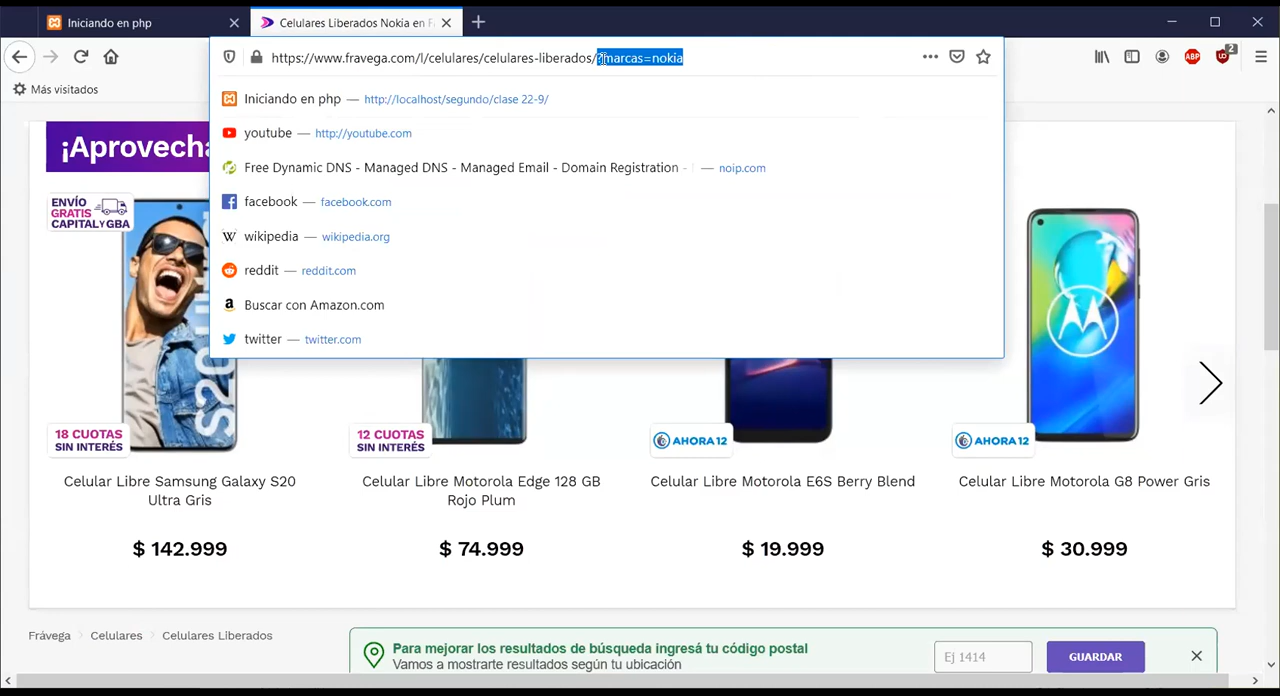 Iniciando en php
Celulares Liberados Nokia en F
https://www.fravega.com/l/celulares/celulares-liberados/?marcas=nokia
ABP
2
Más visitados
Iniciando en php — http://localhost/segundo/clase 22-9/
youtube — http://youtube.com
Free Dynamic DNS - Managed DNS - Managed Email - Domain Registration - — noip.com
facebook — facebook.com
wikipedia — wikipedia.org
reddit — reddit.com
Buscar con Amazon.com
twitter — twitter.com
¡Aprovecha
ENVÍO
GRATIS
CAPITAL Y GBA
S20
18 CUOTAS
SIN INTERÉS
12 CUOTAS
SIN INTERÉS
AHORA 12
AHORA 12
Celular Libre Samsung Galaxy S20
Ultra Gris
Celular Libre Motorola Edge 128 GB
Rojo Plum
Celular Libre Motorola E6S Berry Blend
Celular Libre Motorola G8 Power Gris
$ 142.999
$ 74.999
$ 19.999
$ 30.999
Frávega
Celulares
Celulares Liberados
Para mejorar los resultados de búsqueda ingresá tu código postal
Vamos a mostrarte resultados según tu ubicación
Ej 1414
GUARDAR